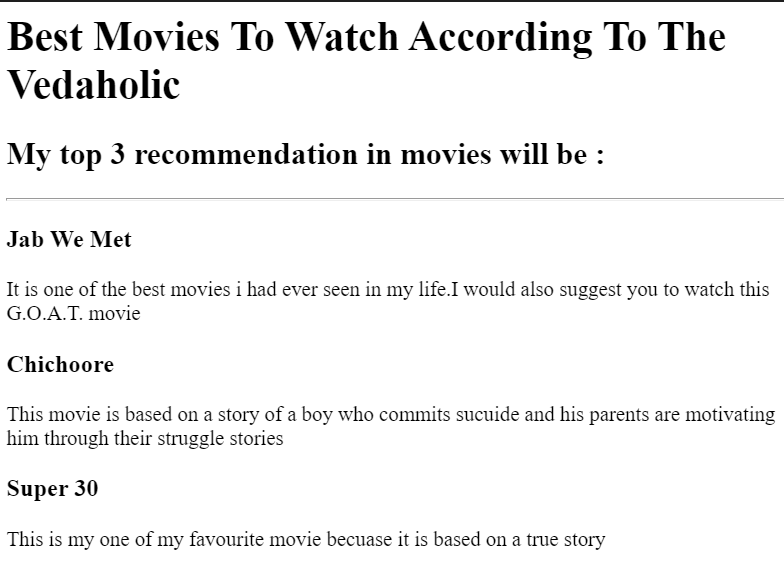 Best Movies To Watch According To The
Vedaholic
My top 3 recommendation in movies will be :
Jab We Met
It is one of the best movies i had ever seen in my life.I would also suggest you to watch this
G.O.A.T. movie
Chichoore
This movie is based on a story of a boy who commits sucuide and his parents are motivating
him through their struggle stories
Super 30
This is my one of my favourite movie becuase it is based on a true story